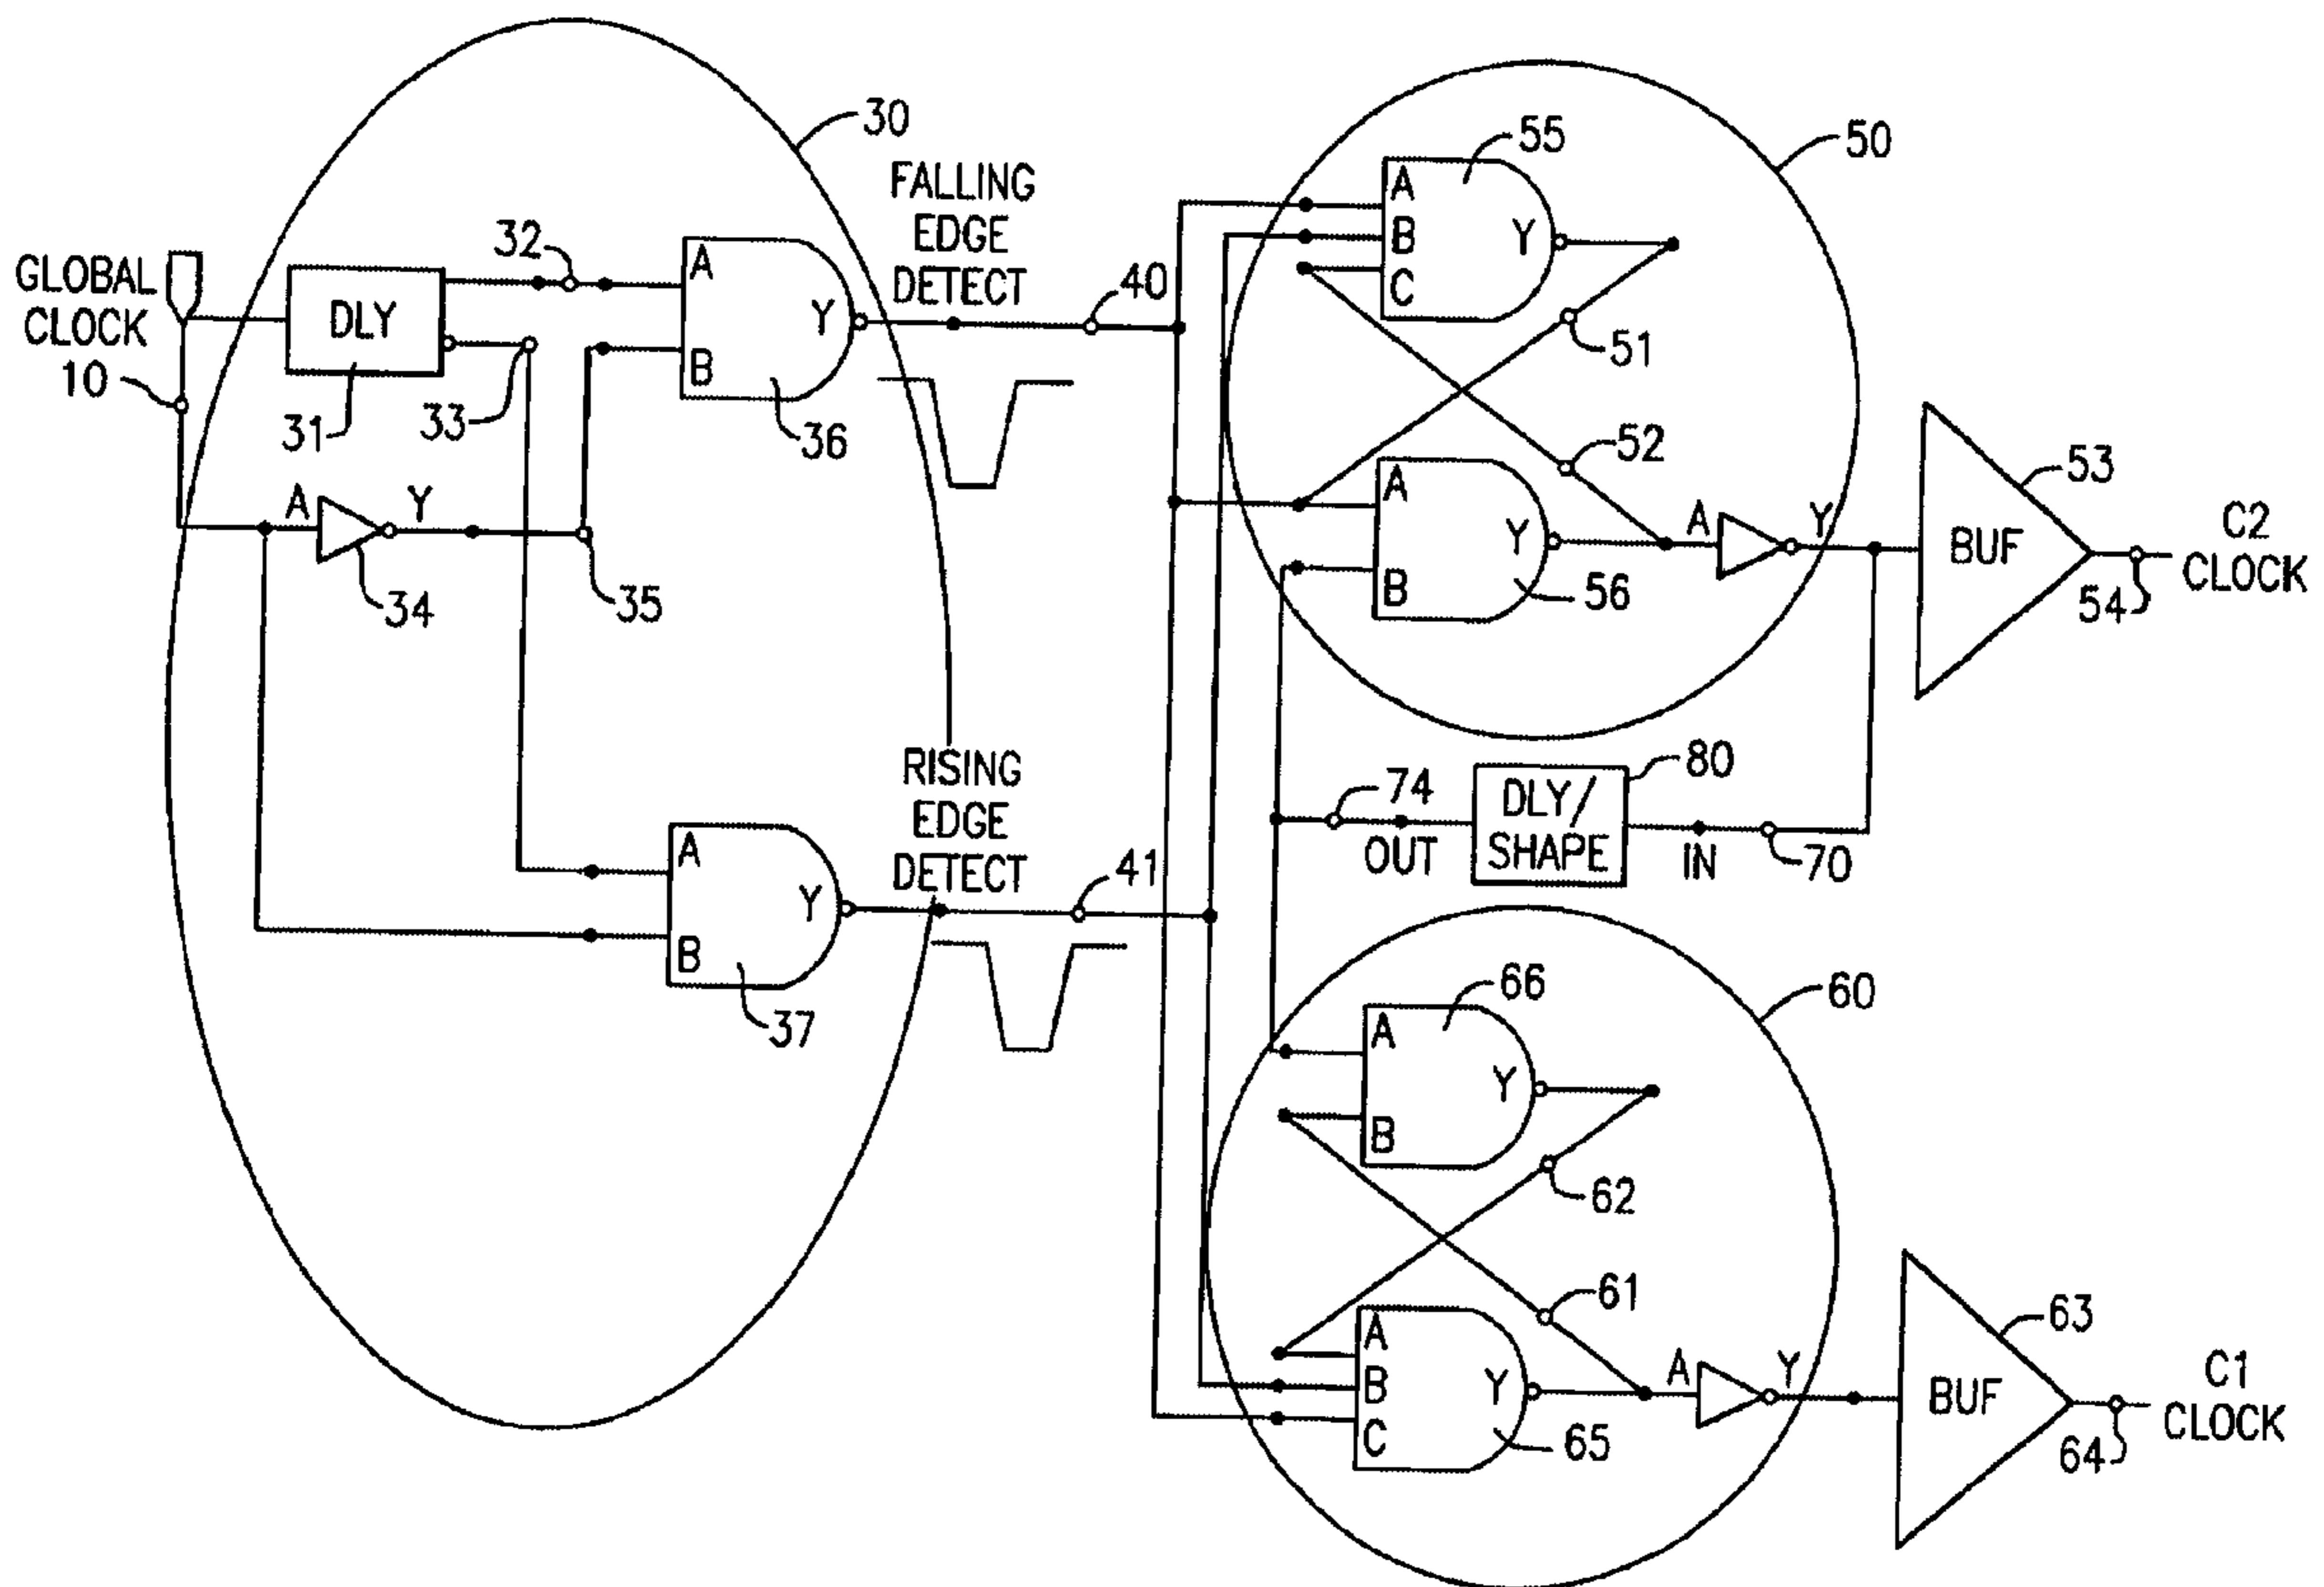 GLOBAL
CLOCK
10
DLY
31
32
33
A
Y
34
35
A
B
Y
36
30
FALLING
EDGE
DETECT
40
A
B
Y
37
RISING
EDGE
DETECT
41
A
B
C
Y
55
51
52
50
A
B
Y
56
A
Y
BUF
53
C2
CLOCK
54
74
OUT
DLY/
SHAPE
80
IN
70
A
B
Y
66
62
60
61
A
B
C
Y
65
A
Y
BUF
63
C1
CLOCK
64